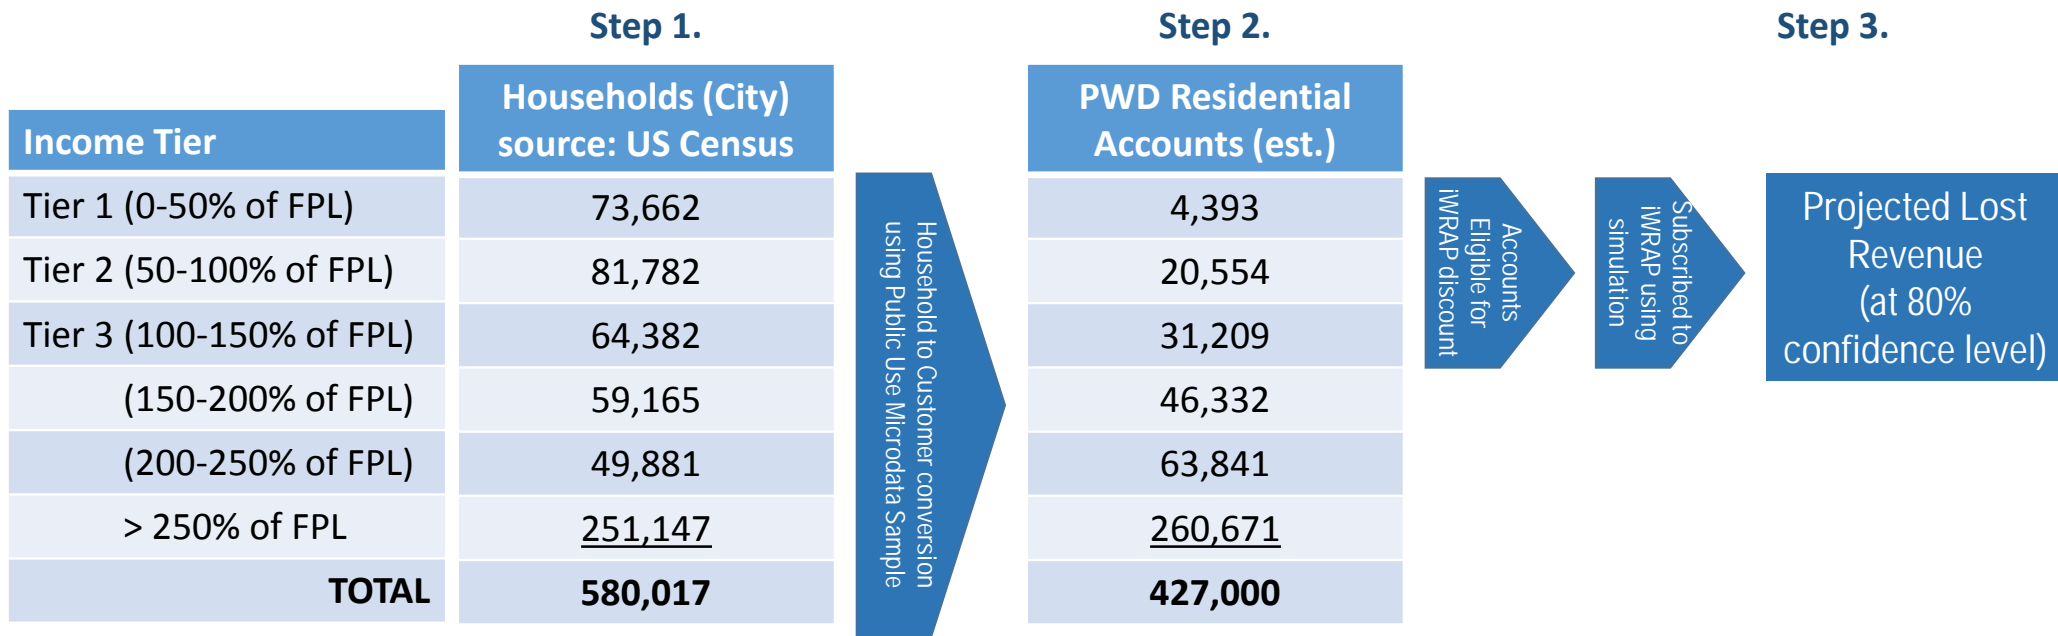 Step 1.
Step 2.
Step 3.
Income Tier
Households (City)
source: US Census
PWD Residential
Accounts (est.)
Tier 1 (0-50% of FPL)
73,662
4,393
Tier 2 (50-100% of FPL)
81,782
20,554
Tier 3 (100-150% of FPL)
64,382
31,209
(150-200% of FPL)
59,165
46,332
(200-250% of FPL)
49,881
63,841
> 250% of FPL
251,147
260,671
TOTAL
580,017
427,000
Household to Customer conversion
using Public Use Microdata Sample
Accounts
Eligible for
iWRAP discount
Subscribed to
iWRAP using
simulation
Projected Lost
Revenue
(at 80%
confidence level)